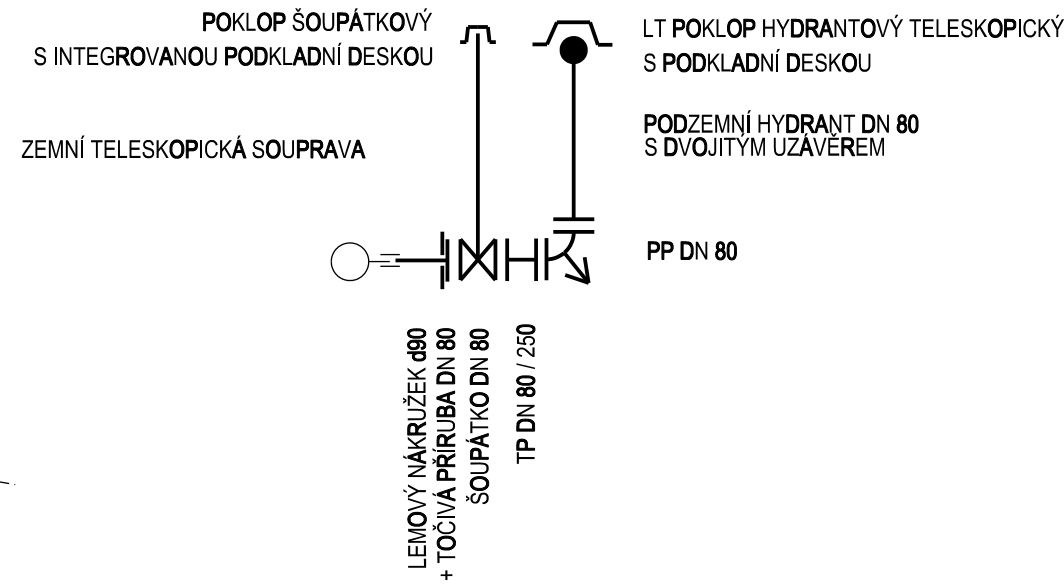 POKLOP ŠOUPÁTKOVÝ
S INTEGROVANOU PODKLADNÍ DESKOU
LT POKLOP HYDRANTOVÝ TELESKOPICKÝ
S PODKLADNÍ DESKOU
ZEMNÍ TELESKOPICKÁ SOUPRAVA
PODZEMNÍ HYDRANT DN 80
S DVOJITÝM UZÁVĚREM
PP DN 80
LEMOVÝ NÁKRUŽEK d90
+ TOČIVÁ PŘÍRUBA DN 80
ŠOUPÁTKO DN 80
TP DN 80 / 250